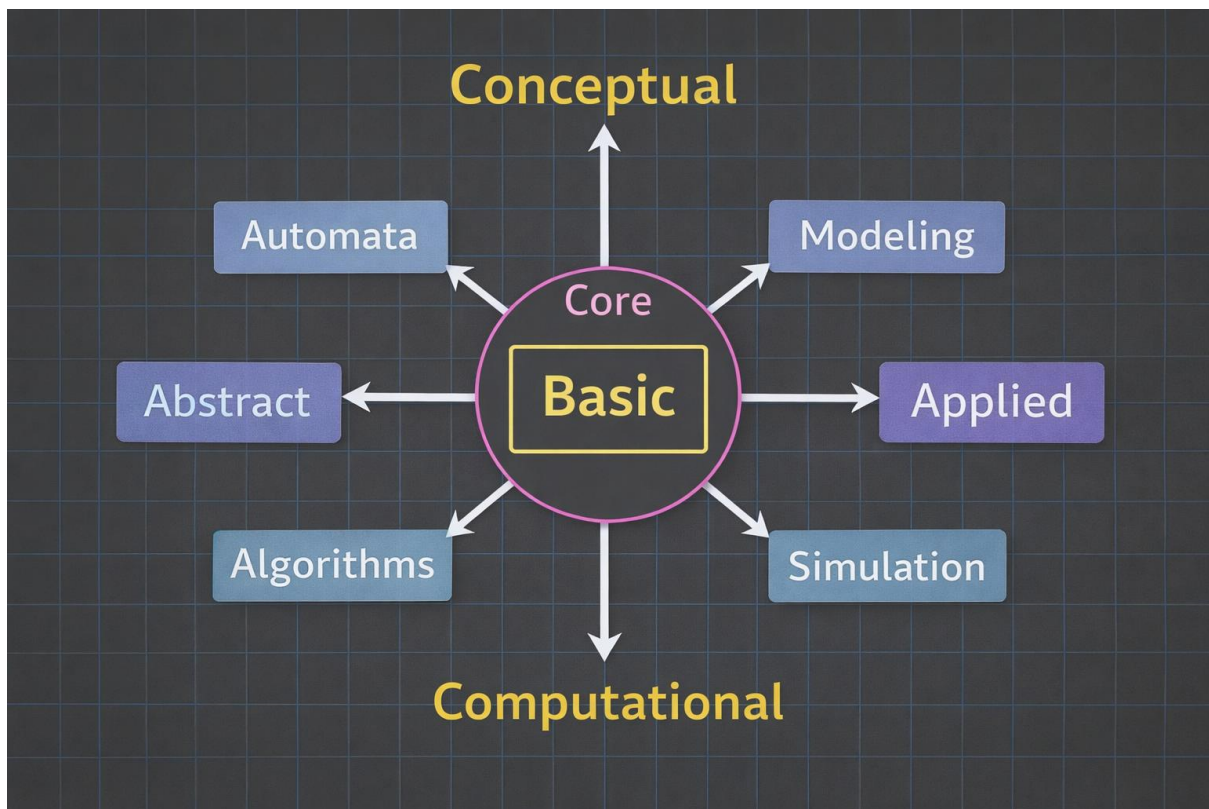 Conceptual
Automata
Modeling
Core
Basic
Abstract
Applied
Algorithms
Simulation
Computational